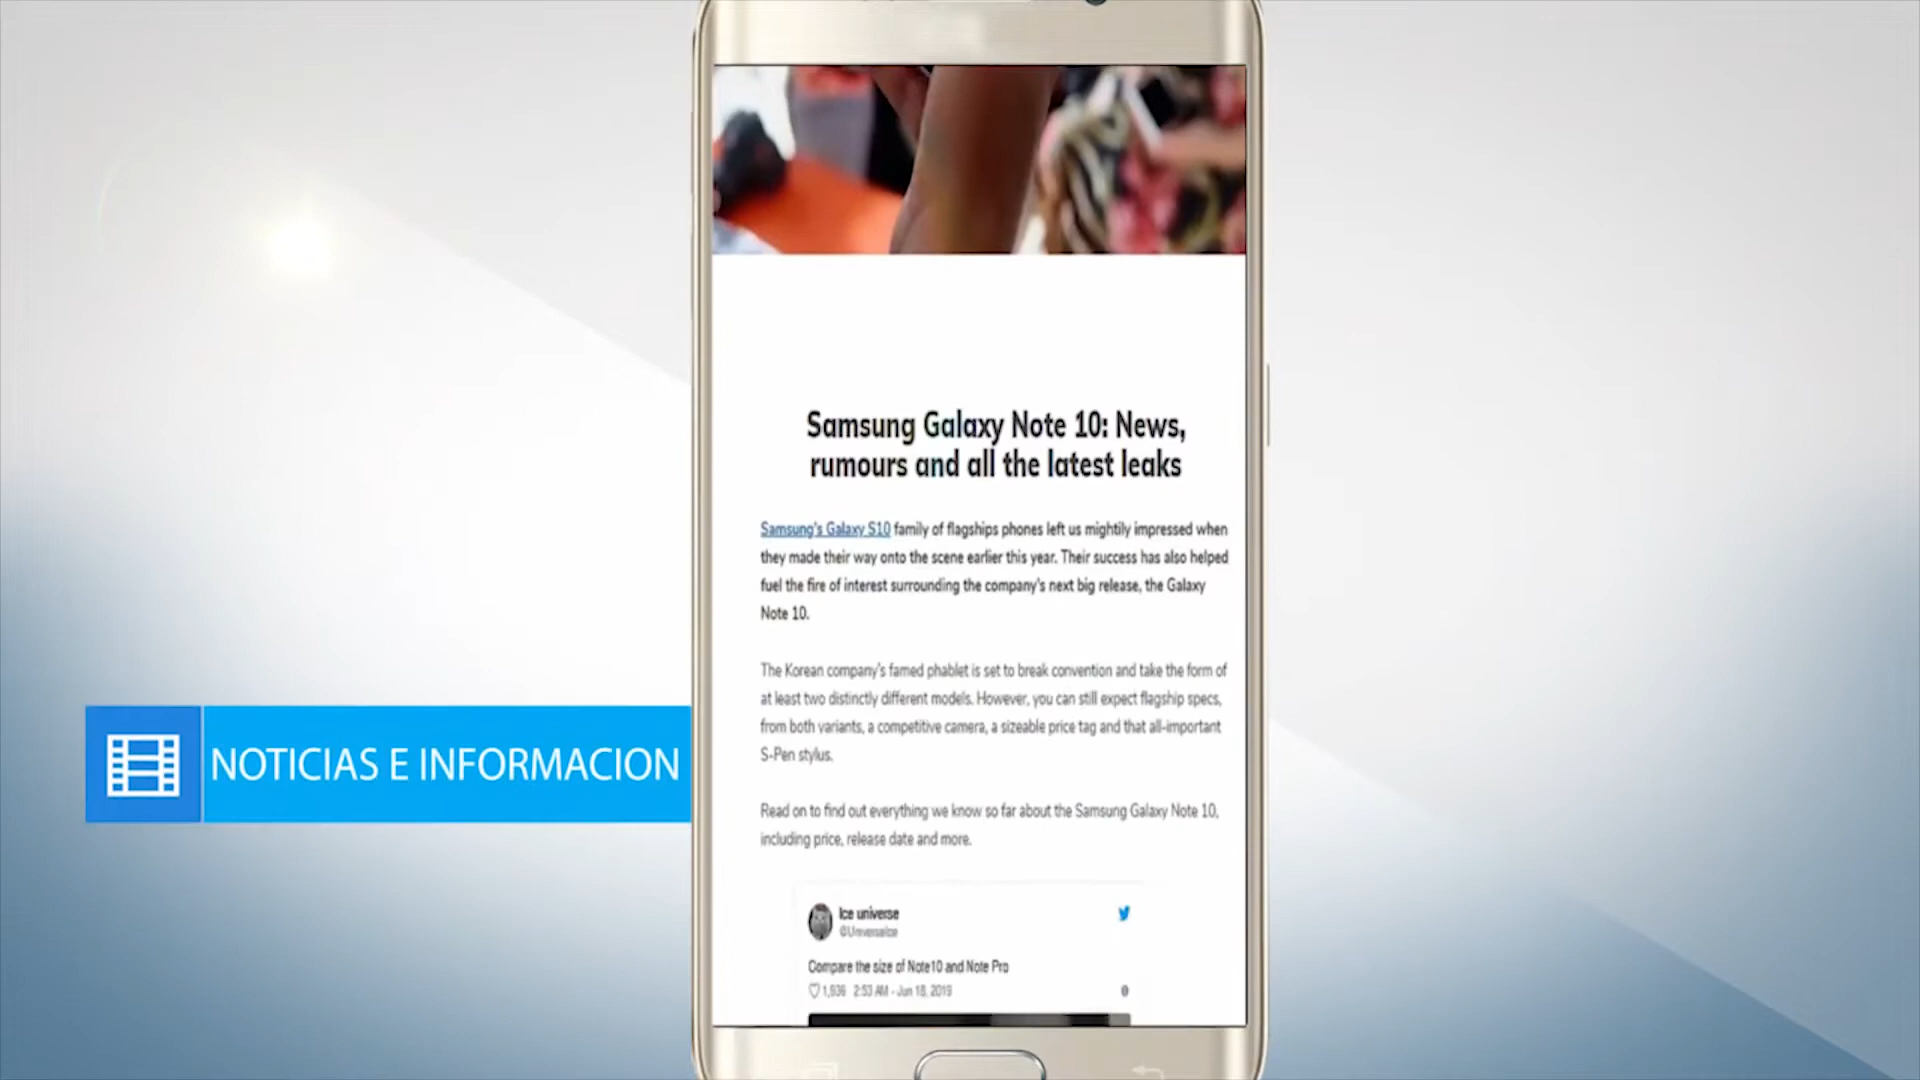 Samsung Galaxy Note 10: News,
rumours and all the latest leaks
Samsung's Galaxy S10 family of flagships phones left us mightily impressed when
they made their way onto the scene earlier this year. Their success has also helped
fuel the fire of interest surrounding the company's next big release, the Galaxy
Note 10.
The Korean company's famed phablet is set to break convention and take the form of
at least two distinctly different models. However, you can still expect flagship specs,
from both variants, a competitive camera, a sizeable price tag and that all-important
S-Pen stylus.
NOTICIAS E INFORMACION
Read on to find out everything we know so far about the Samsung Galaxy Note 10,
including price, release date and more.
Ice universe
@UniverseIce
Compare the size of Note10 and Note Pro
1,936 2:53 AM - Jun 18, 2019